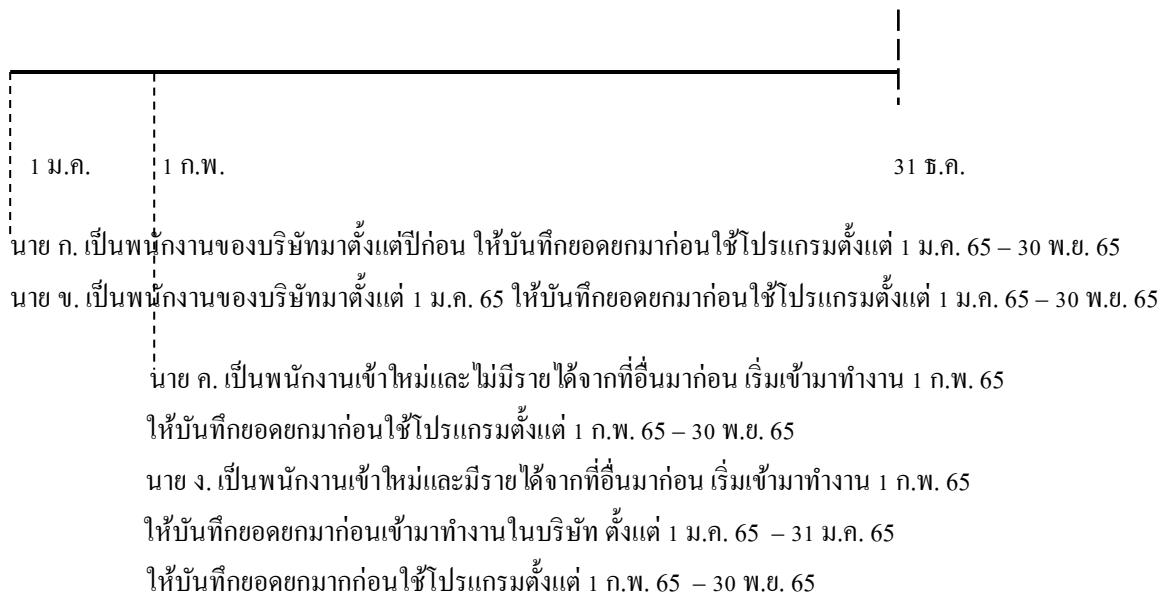 1 ม.ค. 1 ก.พ. 31 ธ.ค.
นาย ก. เป็นพนักงานของบริษัทมาตั้งแต่ปีก่อน ให้บันทึกยอดยกมาก่อนใช้โปรแกรมตั้งแต่ 1 ม.ค. 65 – 30 พ.ย. 65
นาย ข. เป็นพนักงานของบริษัทมาตั้งแต่ 1 ม.ค. 65 ให้บันทึกยอดยกมาก่อนใช้โปรแกรมตั้งแต่ 1 ม.ค. 65 – 30 พ.ย. 65
นาย ค. เป็นพนักงานเข้าใหม่และไม่มีรายได้จากที่อื่นมาก่อน เริ่มเข้ามาทำงาน 1 ก.พ. 65
ให้บันทึกยอดยกมาก่อนใช้โปรแกรมตั้งแต่ 1 ก.พ. 65 – 30 พ.ย. 65
นาย ง. เป็นพนักงานเข้าใหม่และมีรายได้จากที่อื่นมาก่อน เริ่มเข้ามาทำงาน 1 ก.พ. 65
ให้บันทึกยอดยกมาก่อนเข้ามาทำงานในบริษัท ตั้งแต่ 1 ม.ค. 65 – 31 ม.ค. 65
ให้บันทึกยอดยกมากก่อนใช้โปรแกรมตั้งแต่ 1 ก.พ. 65 – 30 พ.ย. 65